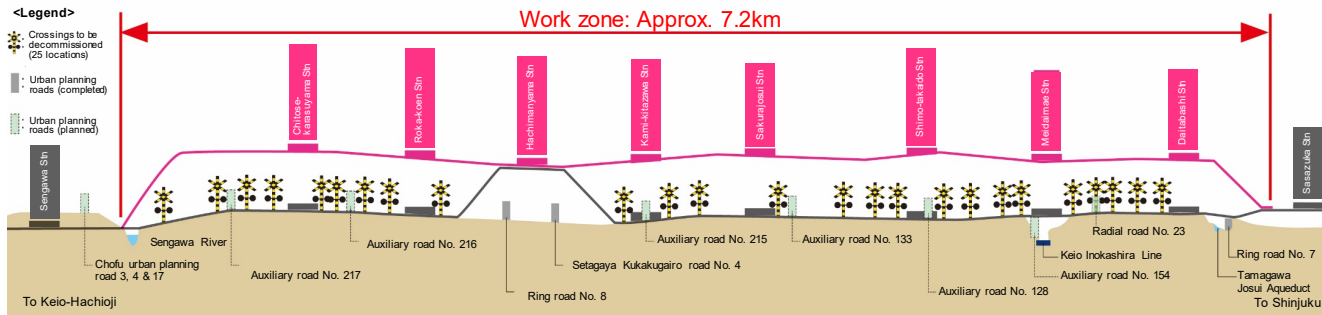 <Legend>
Crossings to be
decommissioned
(25 locations)
Urban planning
roads (completed)
Urban planning
roads (planned)
Work zone: Approx. 7.2km
Sengawa Stn
Chitose-
karasuyama Stn
Roka-koen Stn
Hachimanyama Stn
Kami-kitazawa Stn
Sakurajosui Stn
Shimo-takaido Stn
Meidaimae Stn
Daitabashi Stn
Sasazuka Stn
Sengawa River
Auxiliary road No. 216
Auxiliary road No. 215
Auxiliary road No. 133
Radial road No. 23
Chofu urban planning
road 3, 4 & 17
Auxiliary road No. 217
Setagaya Kukakugairo road No. 4
Keio Inokashira Line
Ring road No. 7
Auxiliary road No. 154
Tamagawa
Josui Aqueduct
Ring road No. 8
Auxiliary road No. 128
To Keio-Hachioji
To Shinjuku